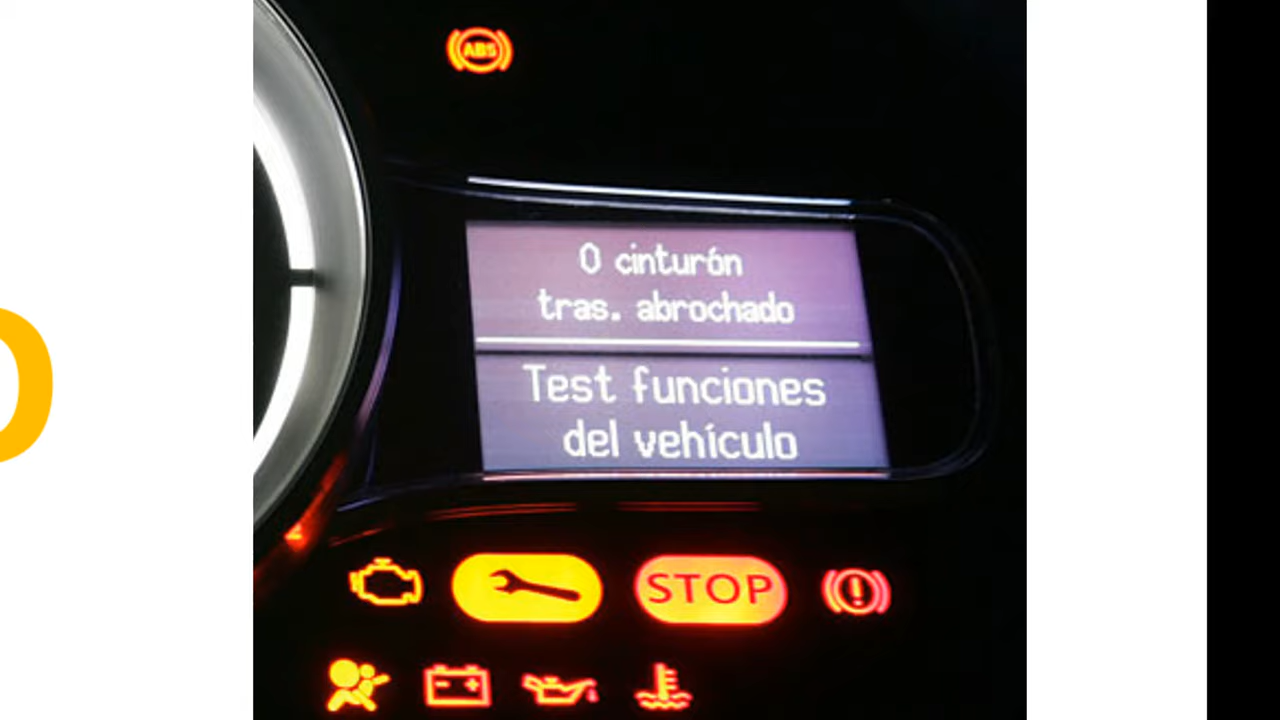 ABS
0 cinturón
tras. abrochado
Test funciones
del vehículo
STOP